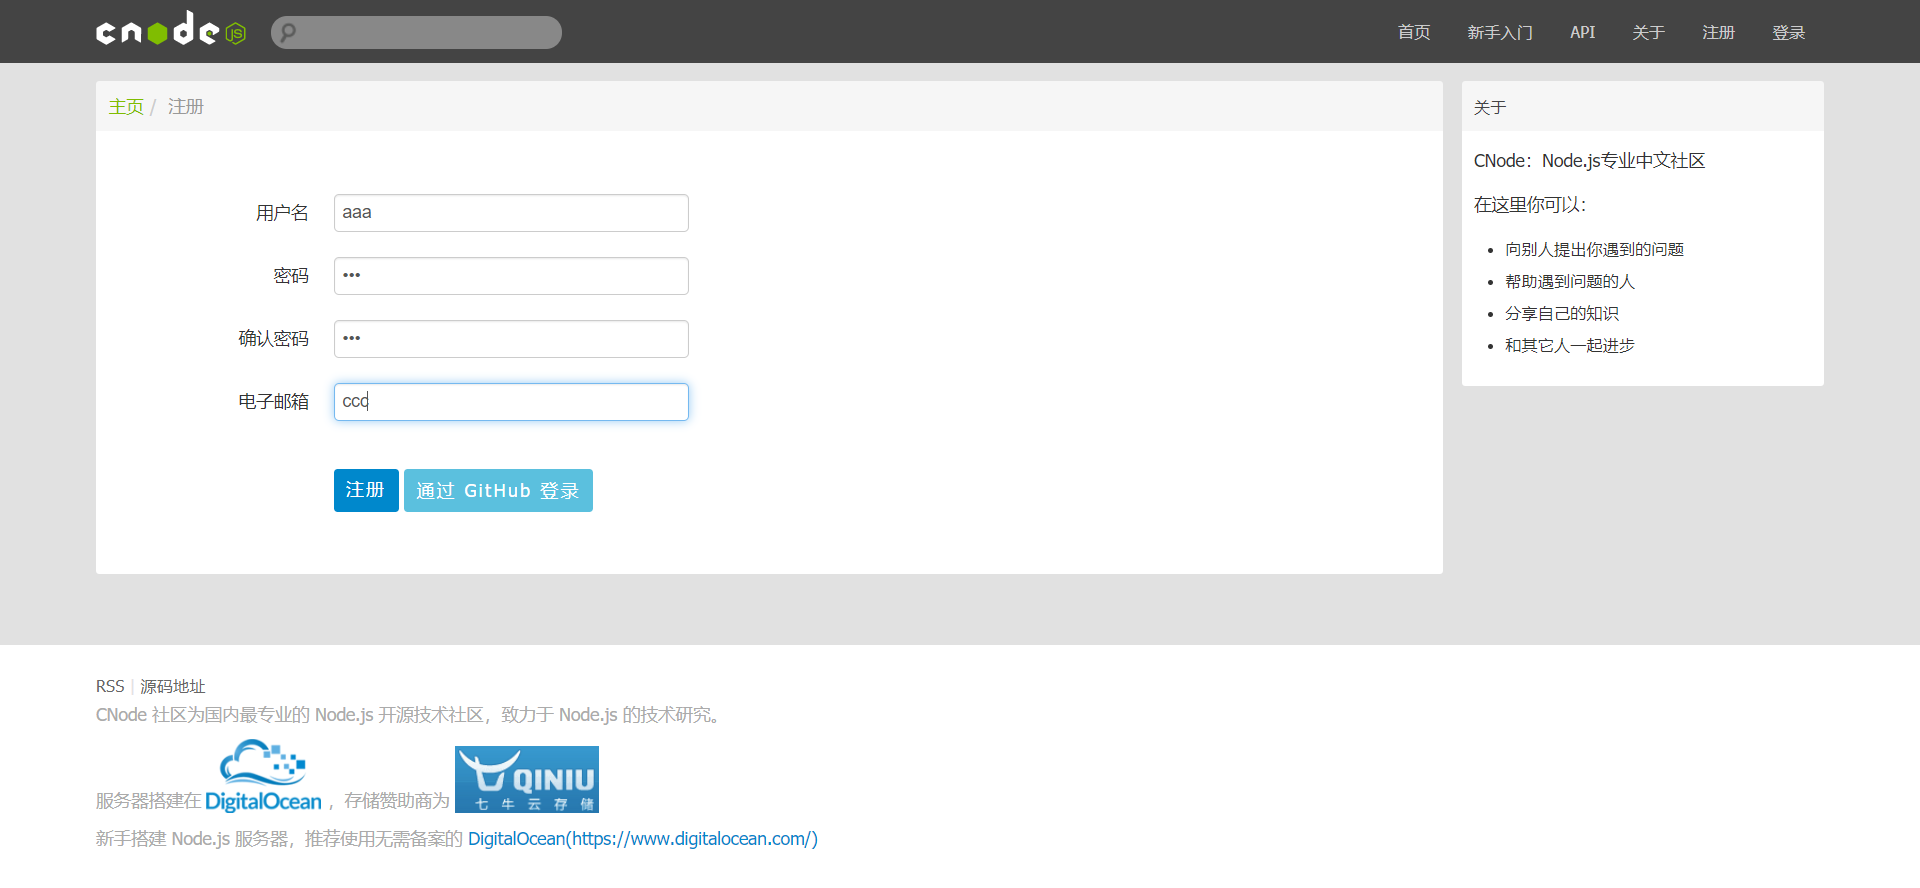 cnode JS
首页 新手入门 API 关于 注册 登录
主页 / 注册
用户名 aaa
密码 •••
确认密码 •••
电子邮箱 ccc
注册 通过 GitHub 登录
关于
CNode：Node.js专业中文社区
在这里你可以：
• 向别人提出你遇到的问题
• 帮助遇到问题的人
• 分享自己的知识
• 和其它人一起进步
RSS | 源码地址
CNode 社区为国内最专业的 Node.js 开源技术社区，致力于 Node.js 的技术研究。
服务器搭建在 DigitalOcean ，存储赞助商为 QINIU 七牛云存储
新手搭建 Node.js 服务器，推荐使用无需备案的 DigitalOcean(https://www.digitalocean.com/)